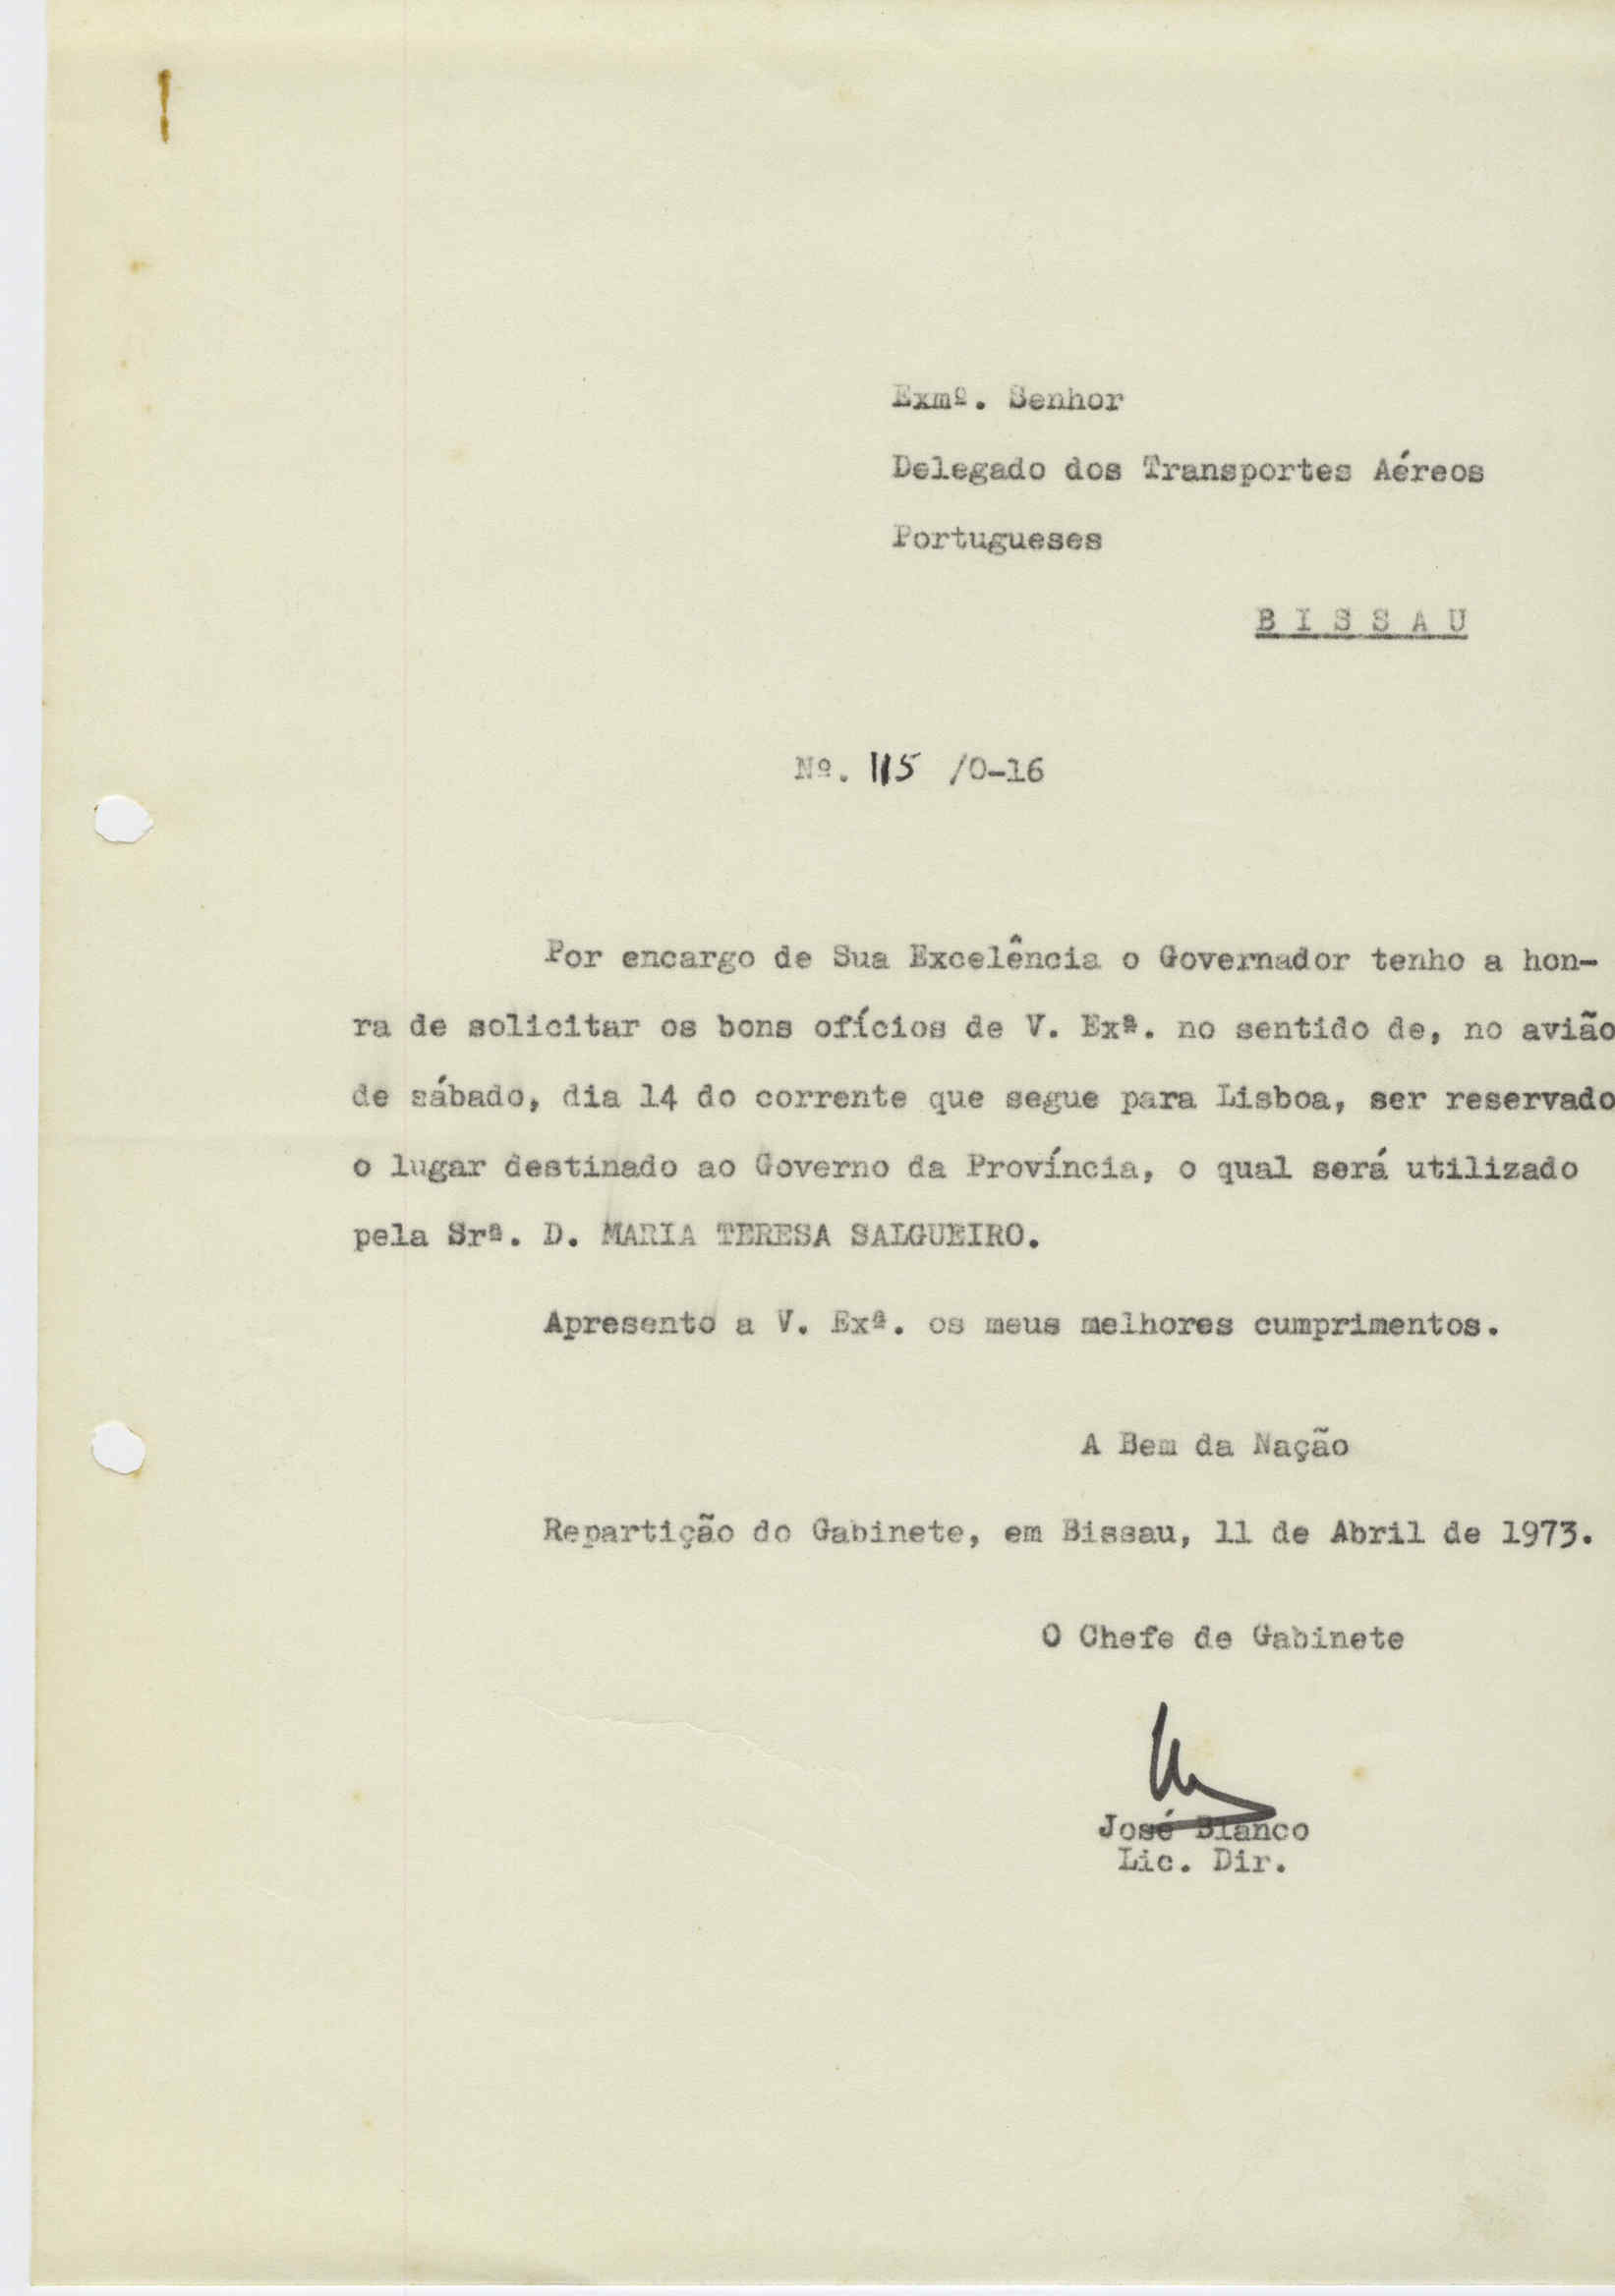 Exmº. Senhor
Delegado dos Transportes Aéreos
Portugueses
B I S S A U
Nº. 115 /0-16
Por encargo de Sua Excelência o Governador tenho a hon-
ra de solicitar os bons ofícios de V. Exª. no sentido de, no avião
de sábado, dia 14 do corrente que segue para Lisboa, ser reservado
o lugar destinado ao Governo da Província, o qual será utilizado
pela Srª. D. MARIA TERESA SALGUEIRO.
Apresento a V. Exª. os meus melhores cumprimentos.
A Bem da Nação
Repartição do Gabinete, em Bissau, 11 de Abril de 1973.
O Chefe de Gabinete
José Blanco
Lic. Dir.